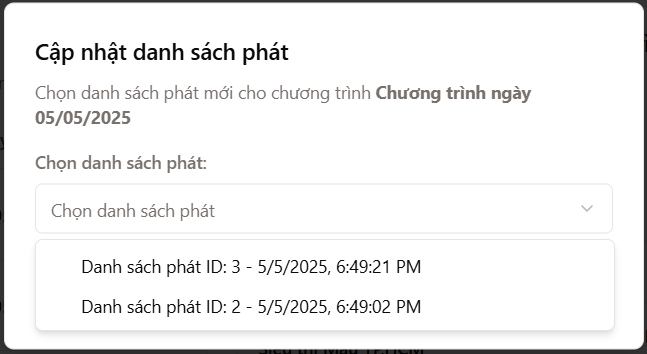 Cập nhật danh sách phát
Chọn danh sách phát mới cho chương trình Chương trình ngày
05/05/2025
Chọn danh sách phát:
Chọn danh sách phát
Danh sách phát ID: 3 - 5/5/2025, 6:49:21 PM
Danh sách phát ID: 2 - 5/5/2025, 6:49:02 PM